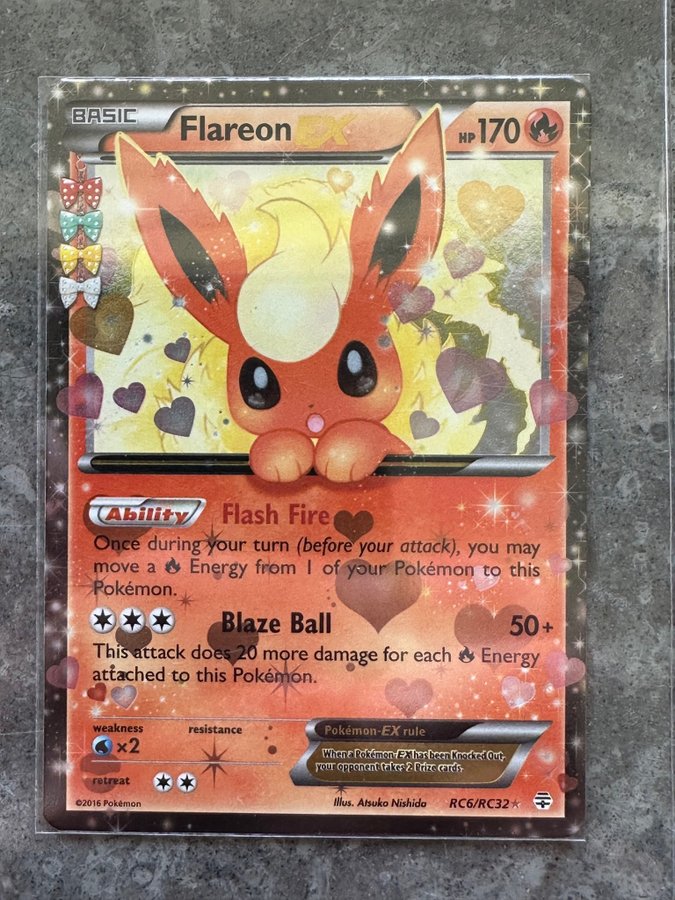 BASIC Flareon EX HP 170
Ability Flash Fire
Once during your turn (before your attack), you may
move a Energy from 1 of your Pokémon to this
Pokémon.
Blaze Ball 50+
This attack does 20 more damage for each Energy
attached to this Pokémon.
weakness resistance
×2
retreat
Pokémon-EX rule
When a Pokémon-EX has been Knocked Out,
your opponent takes 2 Prize cards.
©2016 Pokémon Illus. Atsuko Nishida RC6/RC32